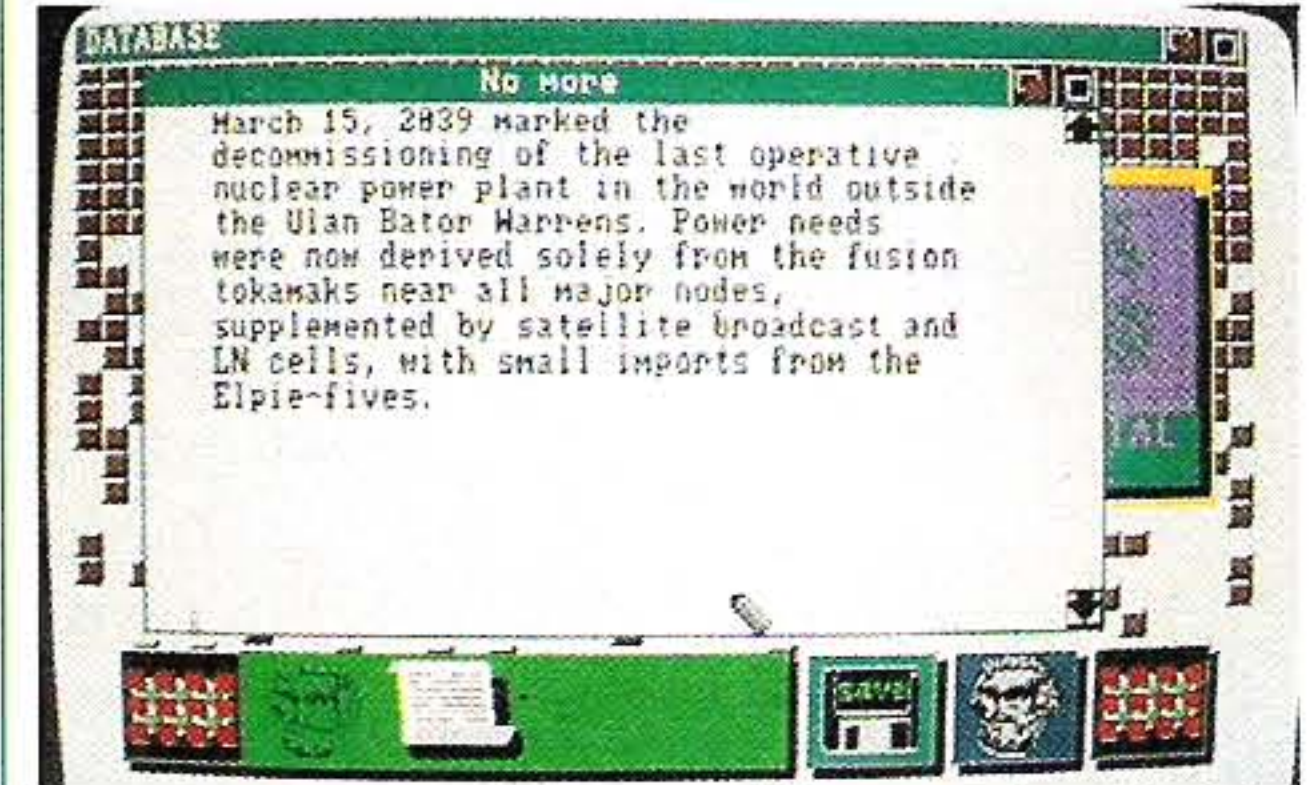 DATABASE
No more
March 15, 2039 marked the
decommissioning of the last operative
nuclear power plant in the world outside
the Ulan Bator Warrens. Power needs
were now derived solely from the fusion
tokamaks near all major nodes,
supplemented by satellite broadcast and
LN cells, with small imports from the
Elpie-fives.
save